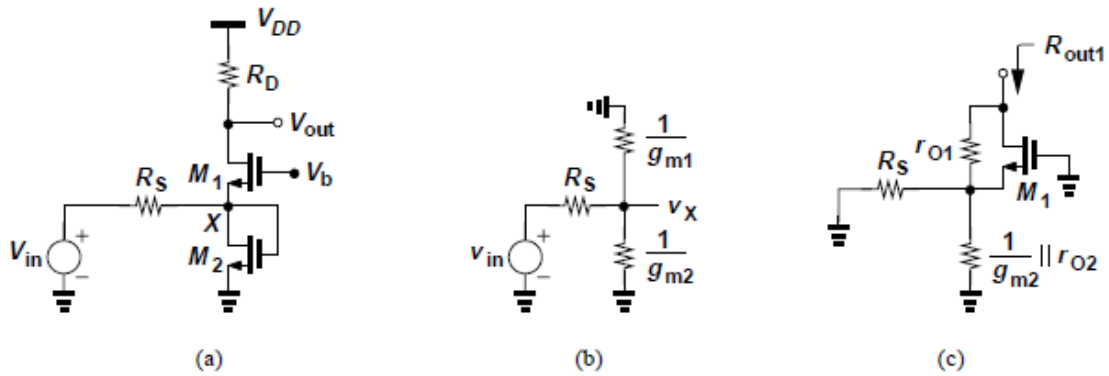 V_DD
R_D
V_out
M_1
V_b
R_S
X
V_in
M_2
(a)
1
g_m1
R_S
v_X
v_in
1
g_m2
(b)
R_out1
r_O1
R_S
M_1
1
g_m2 || r_O2
(c)